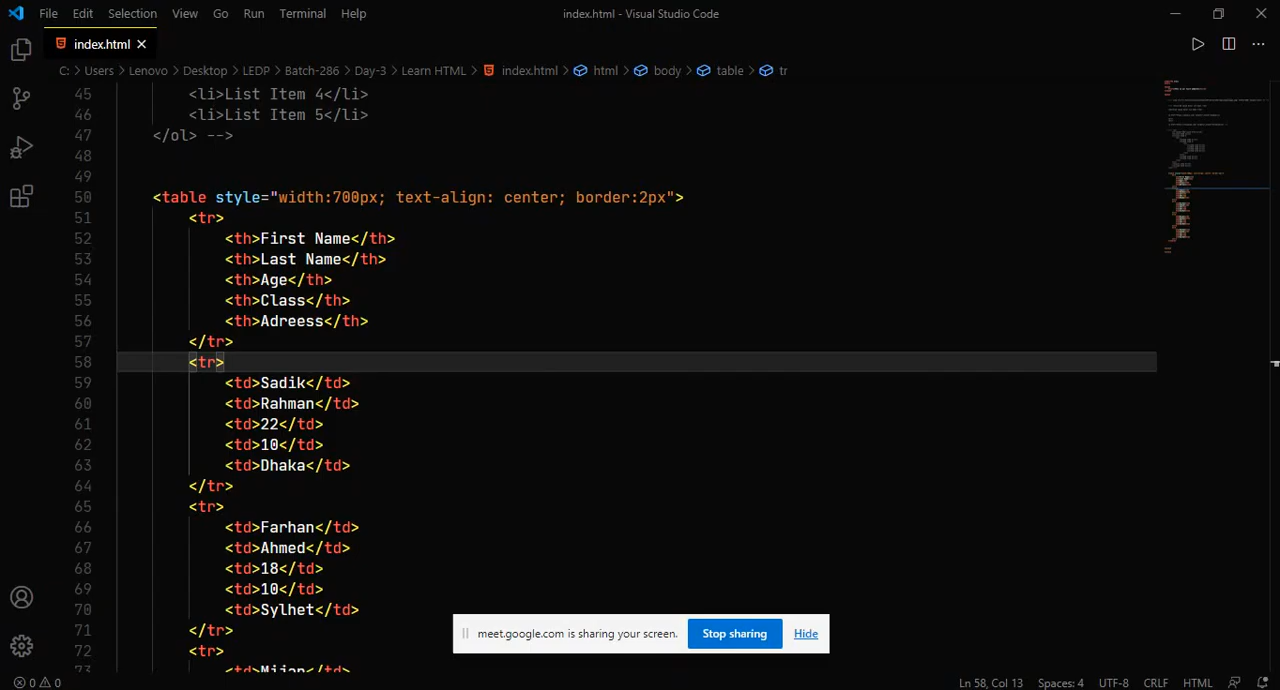 File Edit Selection View Go Run Terminal Help index.html - Visual Studio Code
index.html
C: > Users > Lenovo > Desktop > LEDP > Batch-286 > Day-3 > Learn HTML > index.html > html > body > table > tr
45 <li>List Item 4</li>
46 <li>List Item 5</li>
47 </ol> -->
48
49
50 <table style="width:700px; text-align: center; border:2px">
51 <tr>
52 <th>First Name</th>
53 <th>Last Name</th>
54 <th>Age</th>
55 <th>Class</th>
56 <th>Adreess</th>
57 </tr>
58 <tr>
59 <td>Sadik</td>
60 <td>Rahman</td>
61 <td>22</td>
62 <td>10</td>
63 <td>Dhaka</td>
64 </tr>
65 <tr>
66 <td>Farhan</td>
67 <td>Ahmed</td>
68 <td>18</td>
69 <td>10</td>
70 <td>Sylhet</td>
71 </tr>
72 <tr>
73 <td>Mijan</td>
meet.google.com is sharing your screen. Stop sharing Hide
0 0 Ln 58, Col 13 Spaces: 4 UTF-8 CRLF HTML